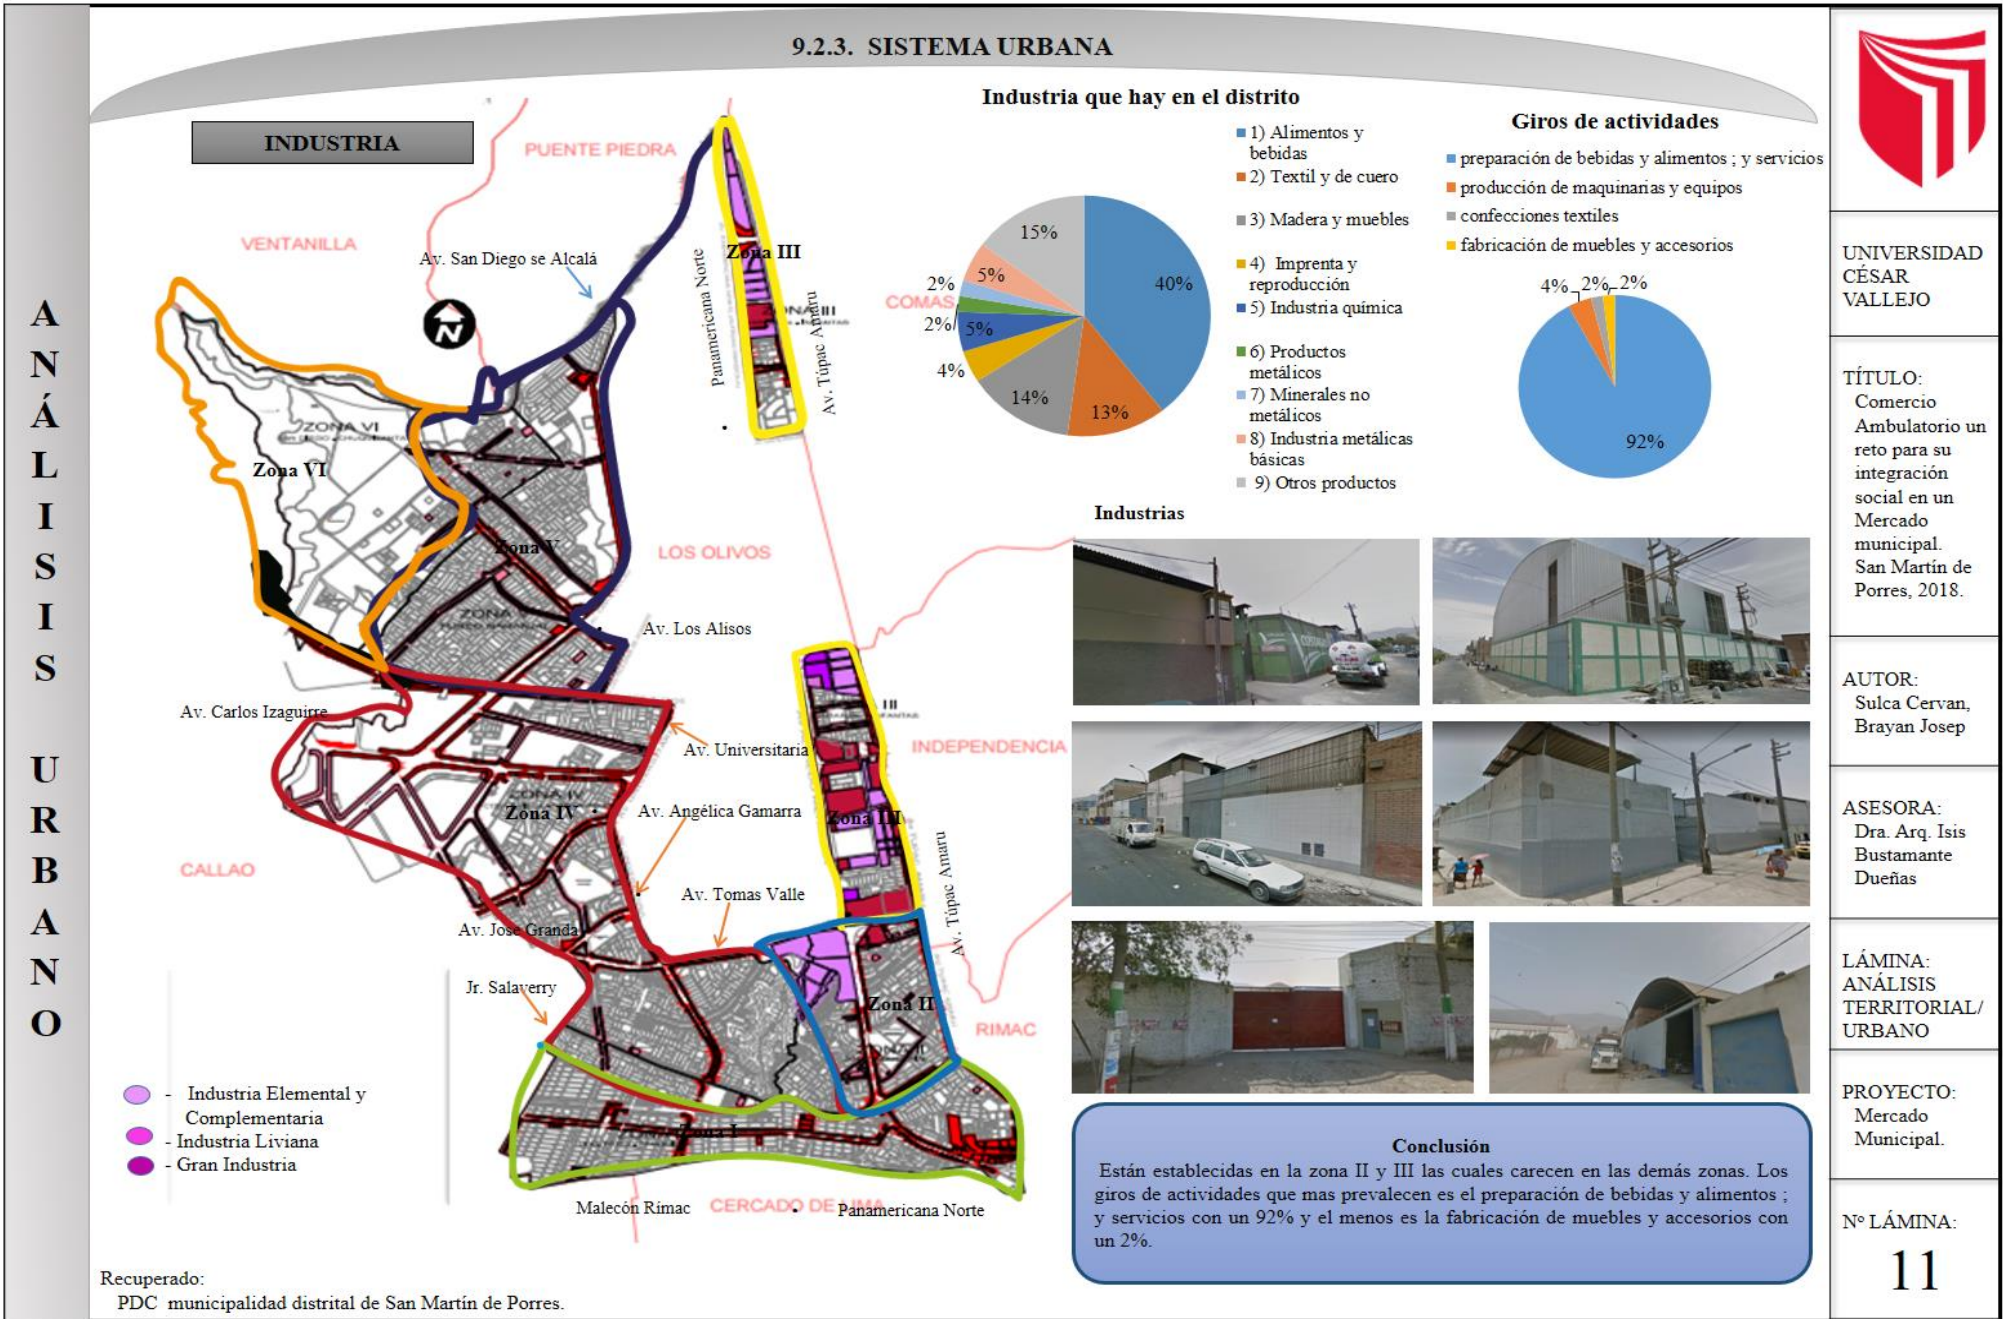 9.2.3. SISTEMA URBANA
ANÁLISIS URBANO
INDUSTRIA
PUENTE PIEDRA
VENTANILLA
Av. San Diego se Alcalá
Zona III
Panamericana Norte
Av. Túpac Amaru
COMAS
ZONA VI
Zona VI
Zona V
LOS OLIVOS
Av. Los Alisos
Av. Carlos Izaguirre
Av. Universitaria
INDEPENDENCIA
ZONA IV
Zona IV
Av. Angélica Gamarra
Zona III
CALLAO
Av. Tomas Valle
Av. Túpac Amaru
Av. José Granda
Jr. Salaverry
Zona II
RIMAC
Zona I
Malecón Rímac
CERCADO DE LIMA
Panamericana Norte
- Industria Elemental y
Complementaria
- Industria Liviana
- Gran Industria
Recuperado:
PDC municipalidad distrital de San Martín de Porres.
Industria que hay en el distrito
40%
13%
14%
4%
5%
2%
2%
5%
15%
1) Alimentos y
bebidas
2) Textil y de cuero
3) Madera y muebles
4) Imprenta y
reproducción
5) Industria química
6) Productos
metálicos
7) Minerales no
metálicos
8) Industria metálicas
básicas
9) Otros productos
Giros de actividades
preparación de bebidas y alimentos ; y servicios
producción de maquinarias y equipos
confecciones textiles
fabricación de muebles y accesorios
4%
2%
2%
92%
Industrias
Conclusión
Están establecidas en la zona II y III las cuales carecen en las demás zonas. Los
giros de actividades que mas prevalecen es el preparación de bebidas y alimentos ;
y servicios con un 92% y el menos es la fabricación de muebles y accesorios con
un 2%.
UNIVERSIDAD
CÉSAR
VALLEJO
TÍTULO:
Comercio
Ambulatorio un
reto para su
integración
social en un
Mercado
municipal.
San Martín de
Porres, 2018.
AUTOR:
Sulca Cervan,
Brayan Josep
ASESORA:
Dra. Arq. Isis
Bustamante
Dueñas
LÁMINA:
ANÁLISIS
TERRITORIAL/
URBANO
PROYECTO:
Mercado
Municipal.
Nº LÁMINA:
11